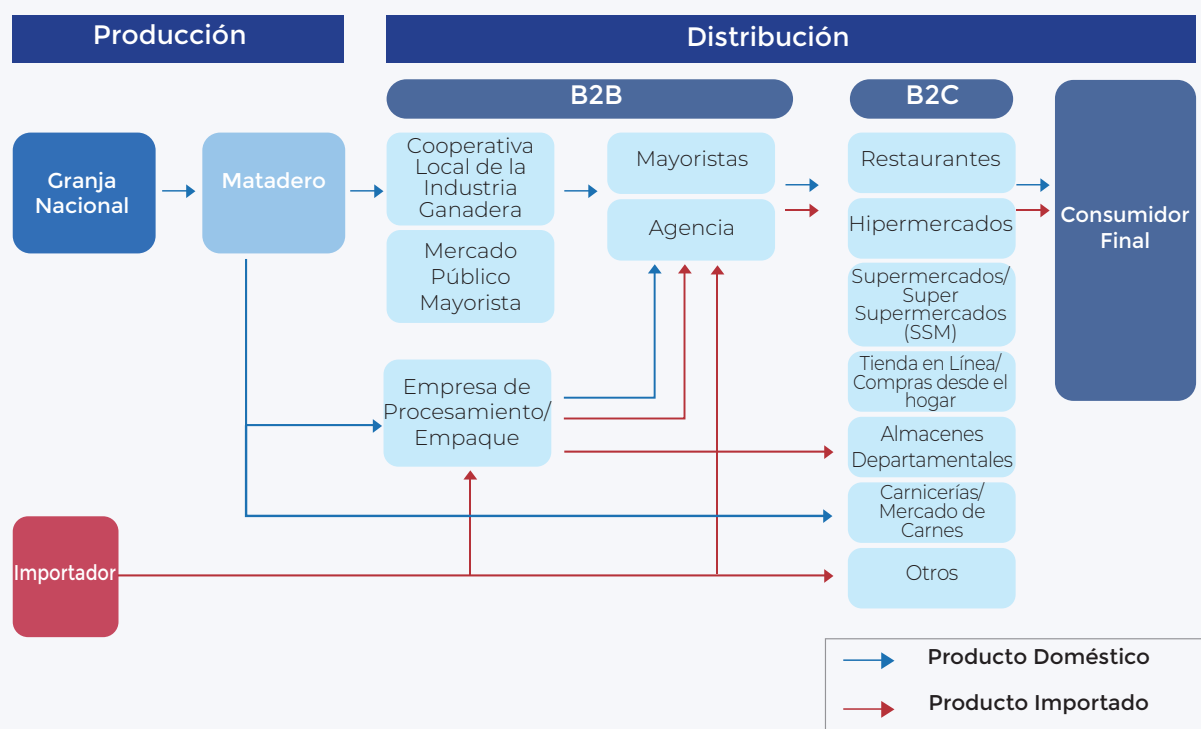 Producción
Distribución
B2B
B2C
Granja
Nacional
Matadero
Cooperativa
Local de la
Industria
Ganadera
Mercado
Público
Mayorista
Empresa de
Procesamiento/
Empaque
Mayoristas
Agencia
Restaurantes
Hipermercados
Supermercados/
Super
Supermercados
(SSM)
Tienda en Línea/
Compras desde el
hogar
Almacenes
Departamentales
Carnicerías/
Mercado de
Carnes
Otros
Consumidor
Final
Importador
Producto Doméstico
Producto Importado